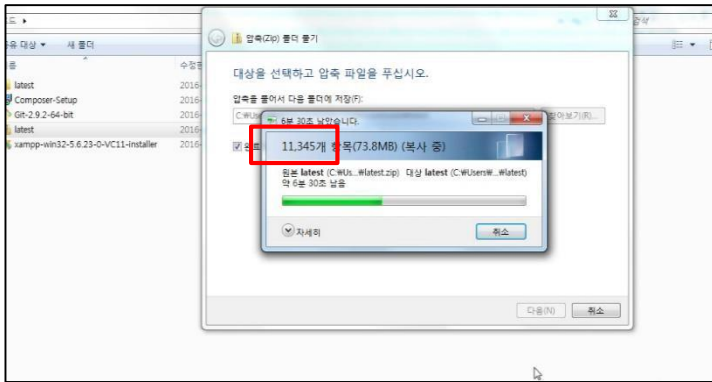 새 폴더
latest
Composer-Setup
Git-2.9.2-64-bit
latest
xampp-win32-5.6.23-0-VC11-installer
2016
2016
2016
2016
2016
압축(Zip) 폴더 풀기
대상을 선택하고 압축 파일을 푸십시오.
압축을 풀어서 다음 폴더에 저장(F):
6분 30초 남았습니다.
11,345개 항목(73.8MB) (복사 중)
원본 latest (C:₩Us...₩latest.zip) 대상 latest (C:₩Users₩...₩latest)
약 6분 30초 남음
자세히
취소
다음(N)
취소